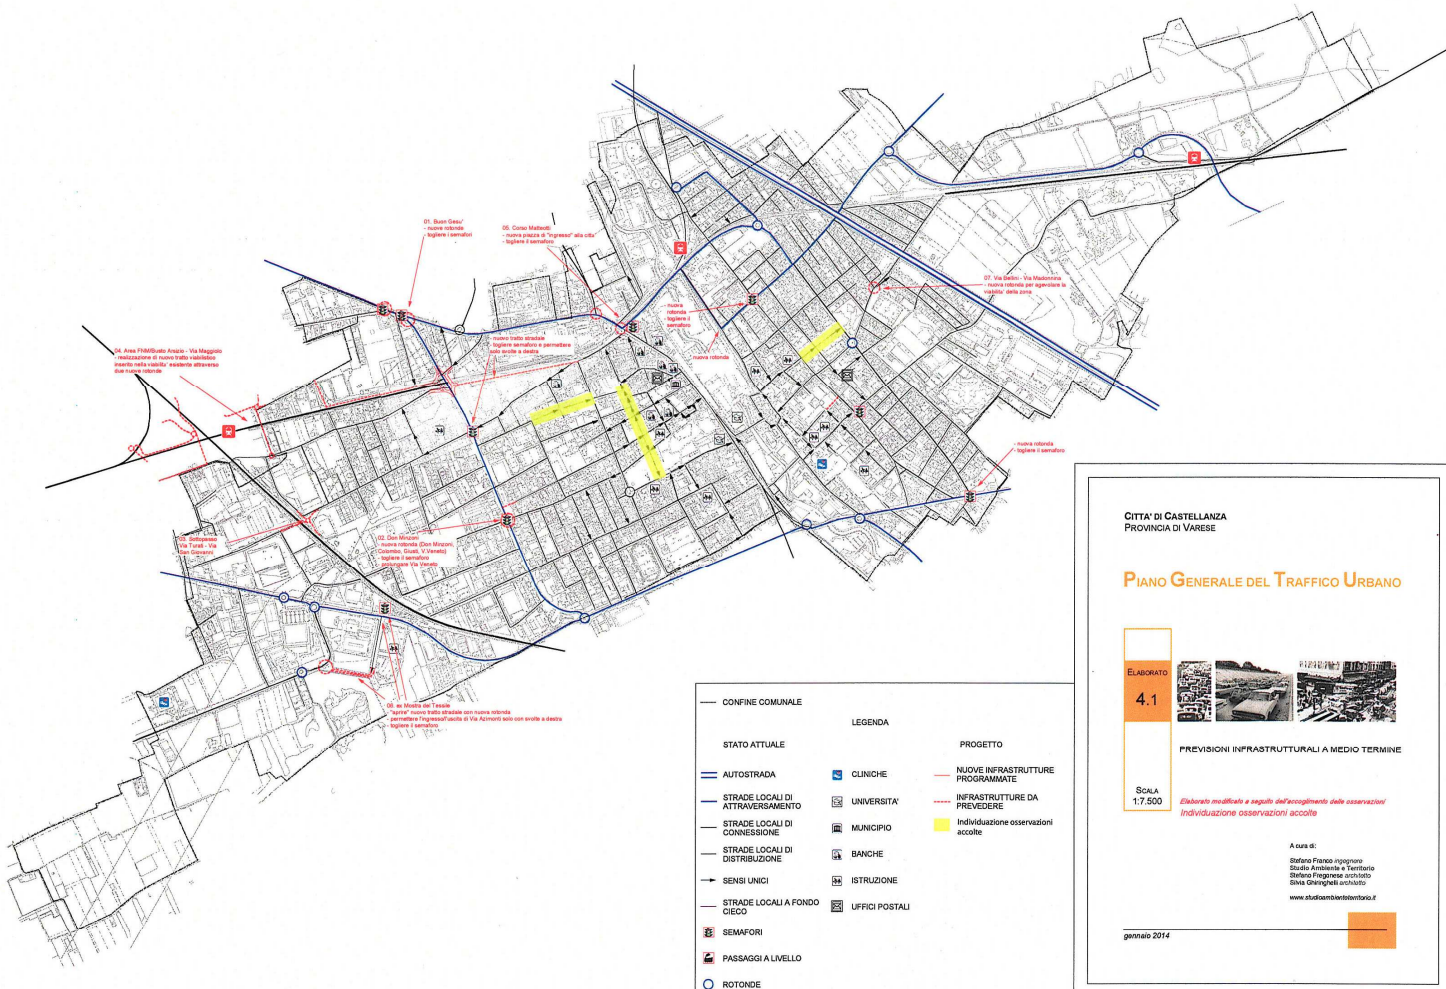 01. Buon Gesu'
- nuove rotonde
- togliere i semafori
05. Corso Matteotti
- nuova piazza di "ingresso" alla citta'
- togliere il semaforo
07. Via Bellini - Via Madonnina
- nuova rotonda per agevolare la
viabilita' della zona
- nuova
rotonda
- togliere il
semaforo
nuova rotonda
- nuovo tratto stradale
- togliere semaforo e permettere
solo svolte a destra
04. Area FNM/Busto Arsizio - Via Maggiolo
- realizzazione di nuovo tratto viabilistico
inserito nella viabilita' esistente attraverso
due nuove rotonde
- nuova rotonda
- togliere il semaforo
03. Sottopasso
Via Turati - Via
San Giovanni
02. Don Minzoni
- nuova rotonda (Don Minzoni,
Colombo, Giusti, V.Veneto)
- togliere il semaforo
- prolungare Via Veneto
06. ex Mostra del Tessile
- "aprire" nuovo tratto stradale con nuova rotonda
- permettere l'ingresso/uscita di Via Azimonti solo con svolte a destra
- togliere il semaforo
CONFINE COMUNALE
LEGENDA
STATO ATTUALE
PROGETTO
AUTOSTRADA
STRADE LOCALI DI
ATTRAVERSAMENTO
STRADE LOCALI DI
CONNESSIONE
STRADE LOCALI DI
DISTRIBUZIONE
SENSI UNICI
STRADE LOCALI A FONDO
CIECO
SEMAFORI
PASSAGGI A LIVELLO
ROTONDE
CLINICHE
UNIVERSITA'
MUNICIPIO
BANCHE
ISTRUZIONE
UFFICI POSTALI
NUOVE INFRASTRUTTURE
PROGRAMMATE
INFRASTRUTTURE DA
PREVEDERE
Individuazione osservazioni
accolte
CITTA' DI CASTELLANZA
PROVINCIA DI VARESE
PIANO GENERALE DEL TRAFFICO URBANO
ELABORATO
4.1
PREVISIONI INFRASTRUTTURALI A MEDIO TERMINE
SCALA
1:7.500
Elaborato modificato a seguito dell'accoglimento delle osservazioni
Individuazione osservazioni accolte
A cura di:
Stefano Franco ingegnere
Studio Ambiente e Territorio
Stefano Fregonese architetto
Silvia Ghiringhelli architetto
www.studioambienteterritorio.it
gennaio 2014